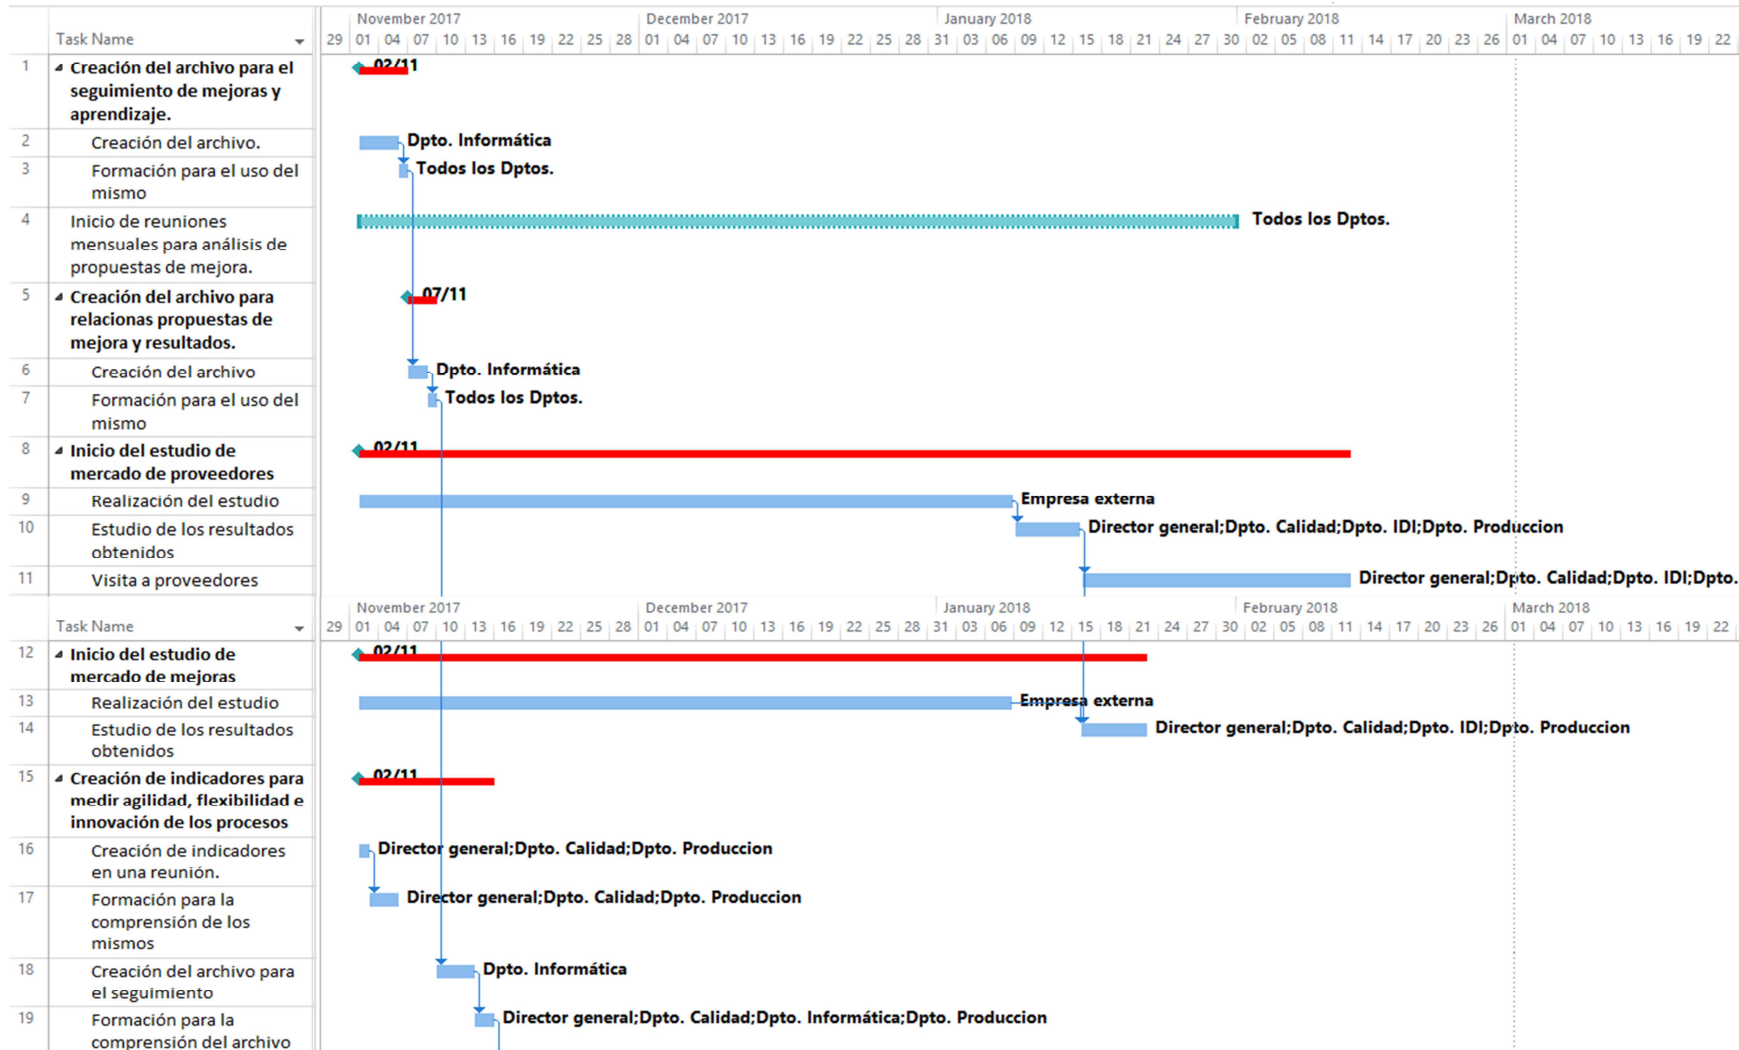 November 2017 December 2017 January 2018 February 2018 March 2018
Task Name 29 01 04 07 10 13 16 19 22 25 28 01 04 07 10 13 16 19 22 25 28 31 03 06 09 12 15 18 21 24 27 30 02 05 08 11 14 17 20 23 26 01 04 07 10 13 16 19 22
1 Creación del archivo para el 02/11
seguimiento de mejoras y
aprendizaje.
2 Creación del archivo. Dpto. Informática
3 Formación para el uso del Todos los Dptos.
mismo
4 Inicio de reuniones Todos los Dptos.
mensuales para análisis de
propuestas de mejora.
5 Creación del archivo para 07/11
relacionas propuestas de
mejora y resultados.
6 Creación del archivo Dpto. Informática
7 Formación para el uso del Todos los Dptos.
mismo
8 Inicio del estudio de 02/11
mercado de proveedores
9 Realización del estudio Empresa externa
10 Estudio de los resultados Director general;Dpto. Calidad;Dpto. IDI;Dpto. Produccion
obtenidos
11 Visita a proveedores Director general;Dpto. Calidad;Dpto. IDI;Dpto.
November 2017 December 2017 January 2018 February 2018 March 2018
Task Name 29 01 04 07 10 13 16 19 22 25 28 01 04 07 10 13 16 19 22 25 28 31 03 06 09 12 15 18 21 24 27 30 02 05 08 11 14 17 20 23 26 01 04 07 10 13 16 19 22
12 Inicio del estudio de 02/11
mercado de mejoras
13 Realización del estudio Empresa externa
14 Estudio de los resultados Director general;Dpto. Calidad;Dpto. IDI;Dpto. Produccion
obtenidos
15 Creación de indicadores para 02/11
medir agilidad, flexibilidad e
innovación de los procesos
16 Creación de indicadores Director general;Dpto. Calidad;Dpto. Produccion
en una reunión.
17 Formación para la Director general;Dpto. Calidad;Dpto. Produccion
comprensión de los
mismos
18 Creación del archivo para Dpto. Informática
el seguimiento
19 Formación para la Director general;Dpto. Calidad;Dpto. Informática;Dpto. Produccion
comprensión del archivo